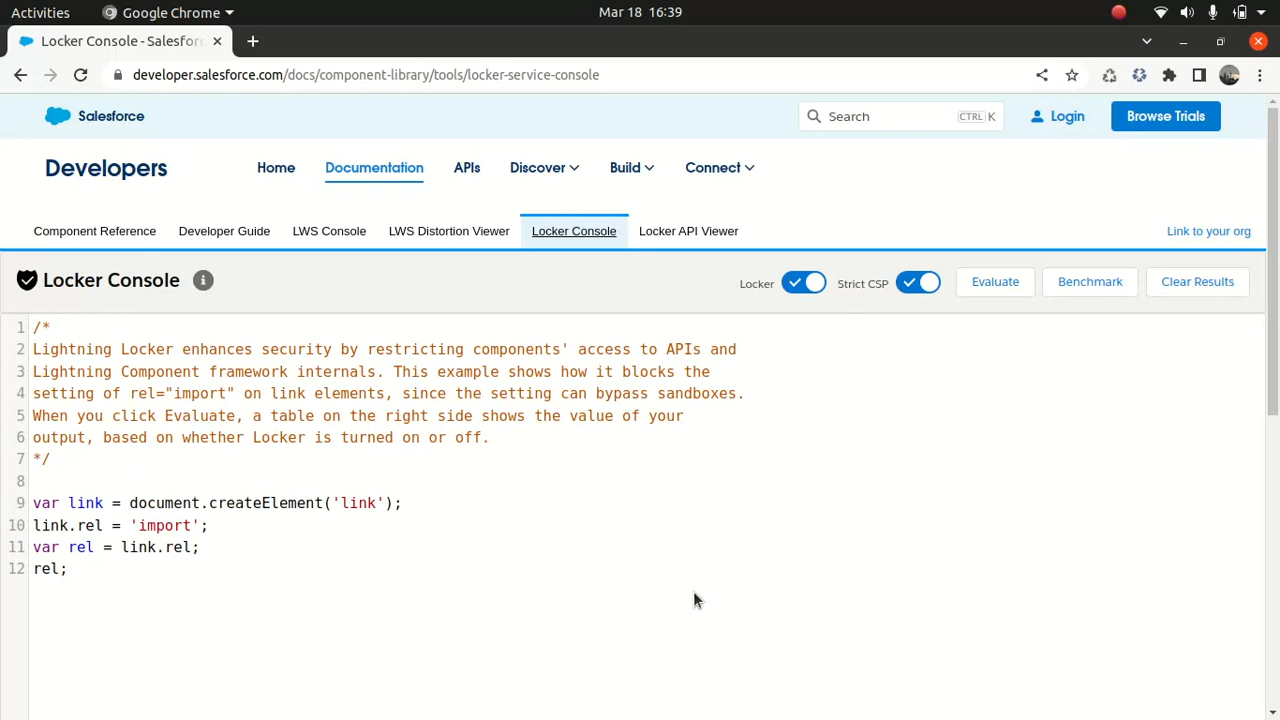 Activities
Google Chrome
Mar 18 16:39
Locker Console - Salesfor
developer.salesforce.com/docs/component-library/tools/locker-service-console
Salesforce
Search CTRL K
Login
Browse Trials
Developers
Home
Documentation
APIs
Discover
Build
Connect
Component Reference
Developer Guide
LWS Console
LWS Distortion Viewer
Locker Console
Locker API Viewer
Link to your org
Locker Console
Locker
Strict CSP
Evaluate
Benchmark
Clear Results
1 /*
2 Lightning Locker enhances security by restricting components' access to APIs and
3 Lightning Component framework internals. This example shows how it blocks the
4 setting of rel="import" on link elements, since the setting can bypass sandboxes.
5 When you click Evaluate, a table on the right side shows the value of your
6 output, based on whether Locker is turned on or off.
7 */
8
9 var link = document.createElement('link');
10 link.rel = 'import';
11 var rel = link.rel;
12 rel;